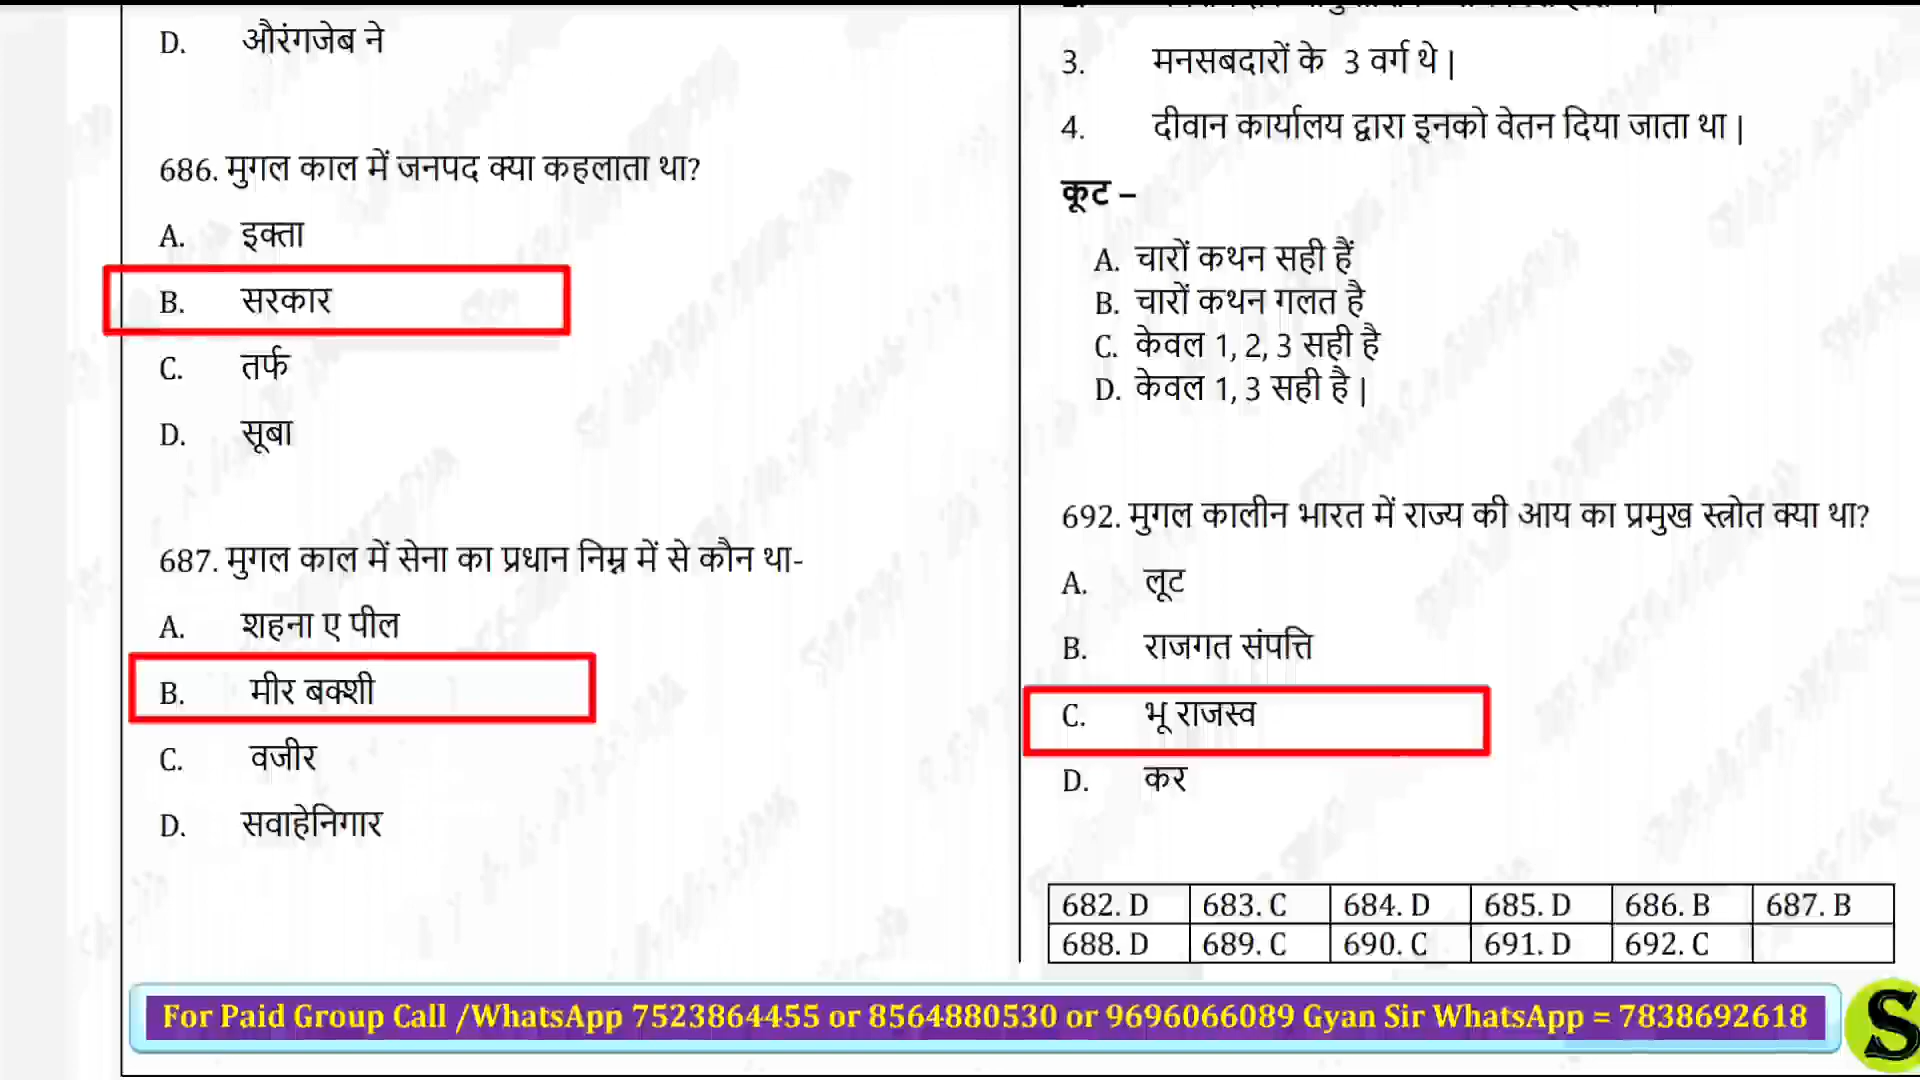 D. औरंगजेब ने
686. मुगल काल में जनपद क्या कहलाता था?
A. इक्ता
B. सरकार
C. तर्फ
D. सूबा
687. मुगल काल में सेना का प्रधान निम्न में से कौन था-
A. शहना ए पील
B. मीर बक्शी
C. वजीर
D. सवाहेनिगार
3. मनसबदारों के 3 वर्ग थे |
4. दीवान कार्यालय द्वारा इनको वेतन दिया जाता था |
कूट –
A. चारों कथन सही हैं
B. चारों कथन गलत है
C. केवल 1, 2, 3 सही है
D. केवल 1, 3 सही है |
692. मुगल कालीन भारत में राज्य की आय का प्रमुख स्त्रोत क्या था?
A. लूट
B. राजगत संपत्ति
C. भू राजस्व
D. कर
682. D 683. C 684. D 685. D 686. B 687. B
688. D 689. C 690. C 691. D 692. C
For Paid Group Call /WhatsApp 7523864455 or 8564880530 or 9696066089 Gyan Sir WhatsApp = 7838692618
S